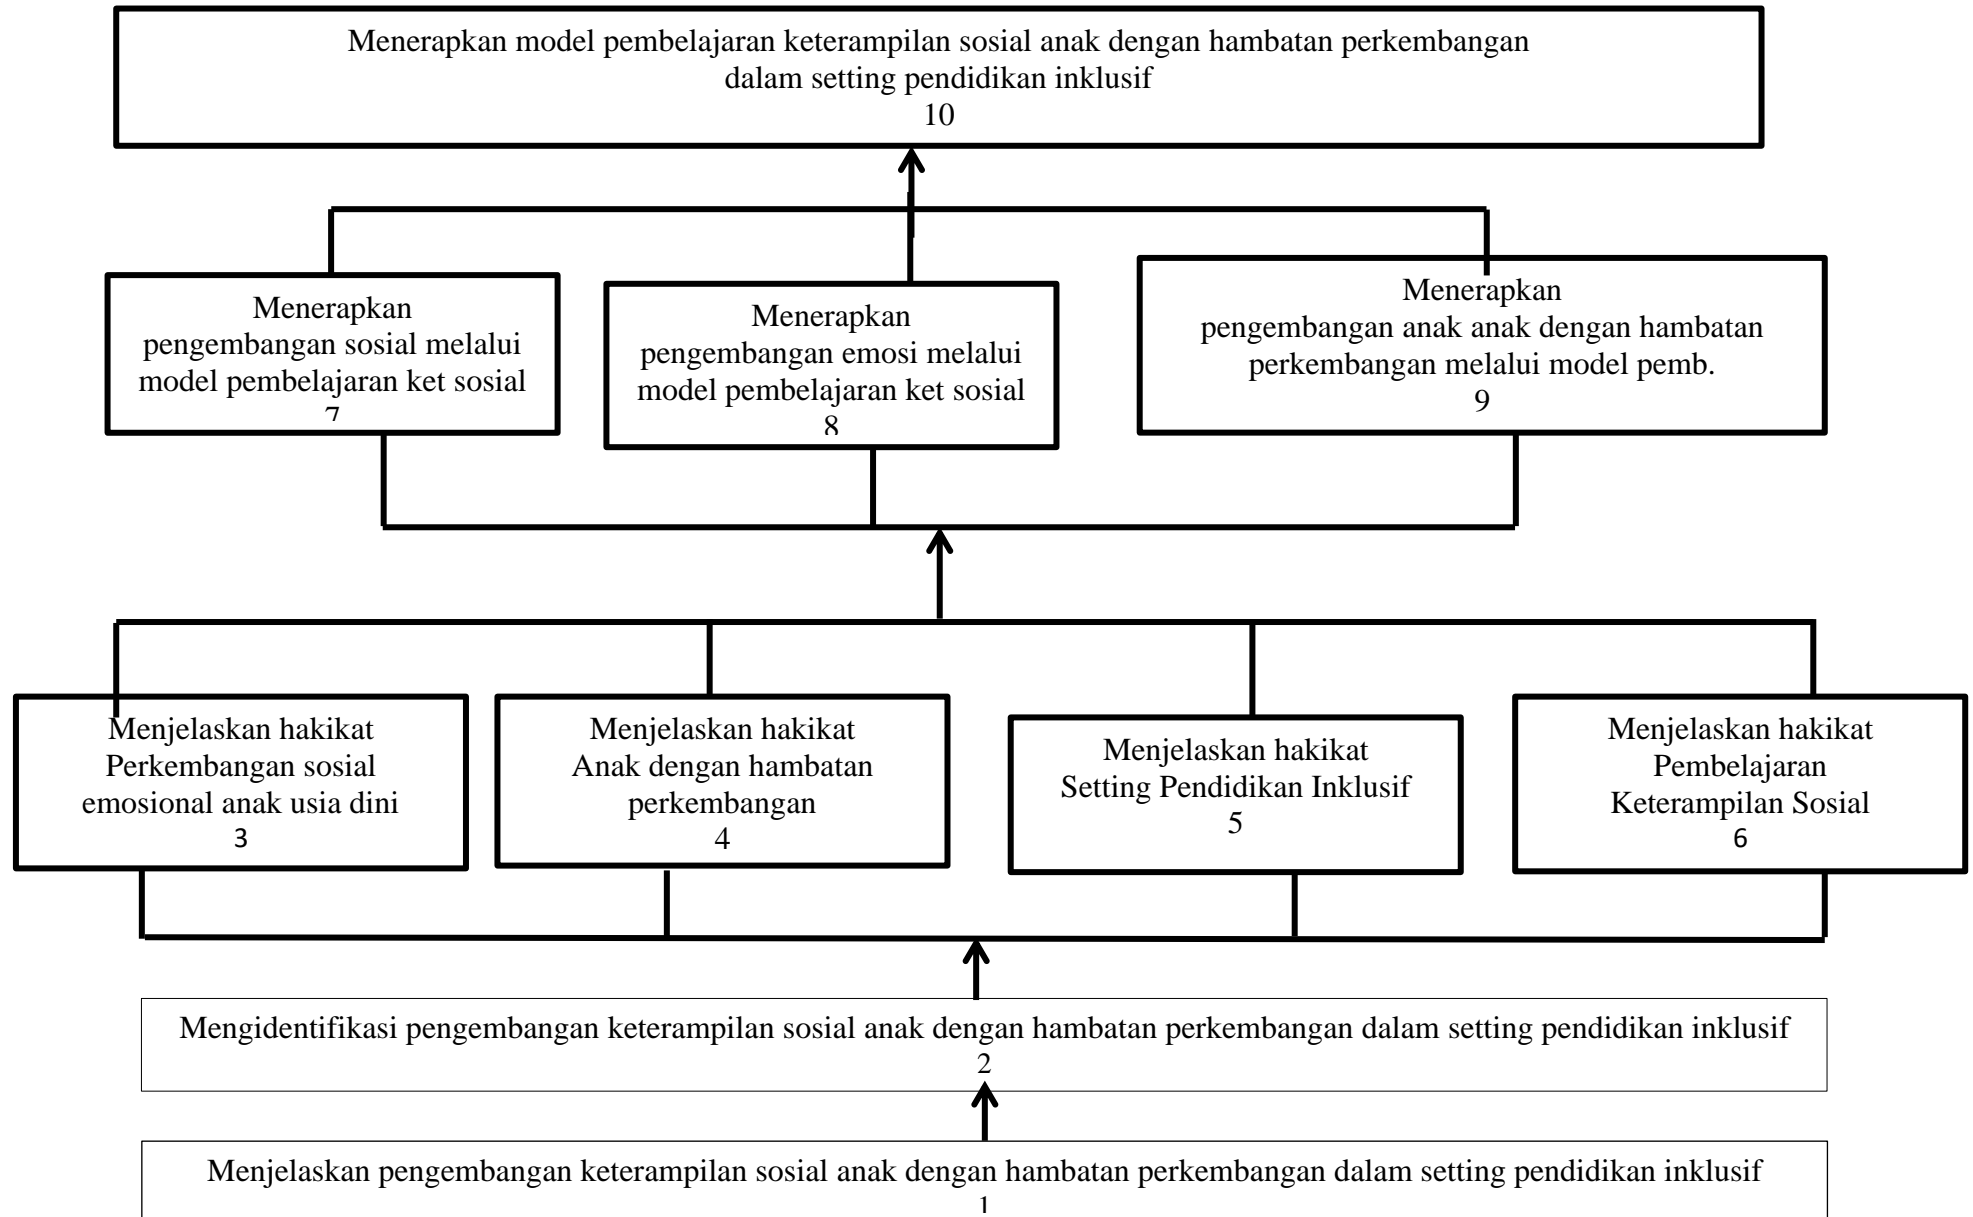 Menerapkan model pembelajaran keterampilan sosial anak dengan hambatan perkembangan
dalam setting pendidikan inklusif
10
Menerapkan
pengembangan sosial melalui
model pembelajaran ket sosial
7
Menerapkan
pengembangan emosi melalui
model pembelajaran ket sosial
8
Menerapkan
pengembangan anak anak dengan hambatan
perkembangan melalui model pemb.
9
Menjelaskan hakikat
Perkembangan sosial
emosional anak usia dini
3
Menjelaskan hakikat
Anak dengan hambatan
perkembangan
4
Menjelaskan hakikat
Setting Pendidikan Inklusif
5
Menjelaskan hakikat
Pembelajaran
Keterampilan Sosial
6
Mengidentifikasi pengembangan keterampilan sosial anak dengan hambatan perkembangan dalam setting pendidikan inklusif
2
Menjelaskan pengembangan keterampilan sosial anak dengan hambatan perkembangan dalam setting pendidikan inklusif
1